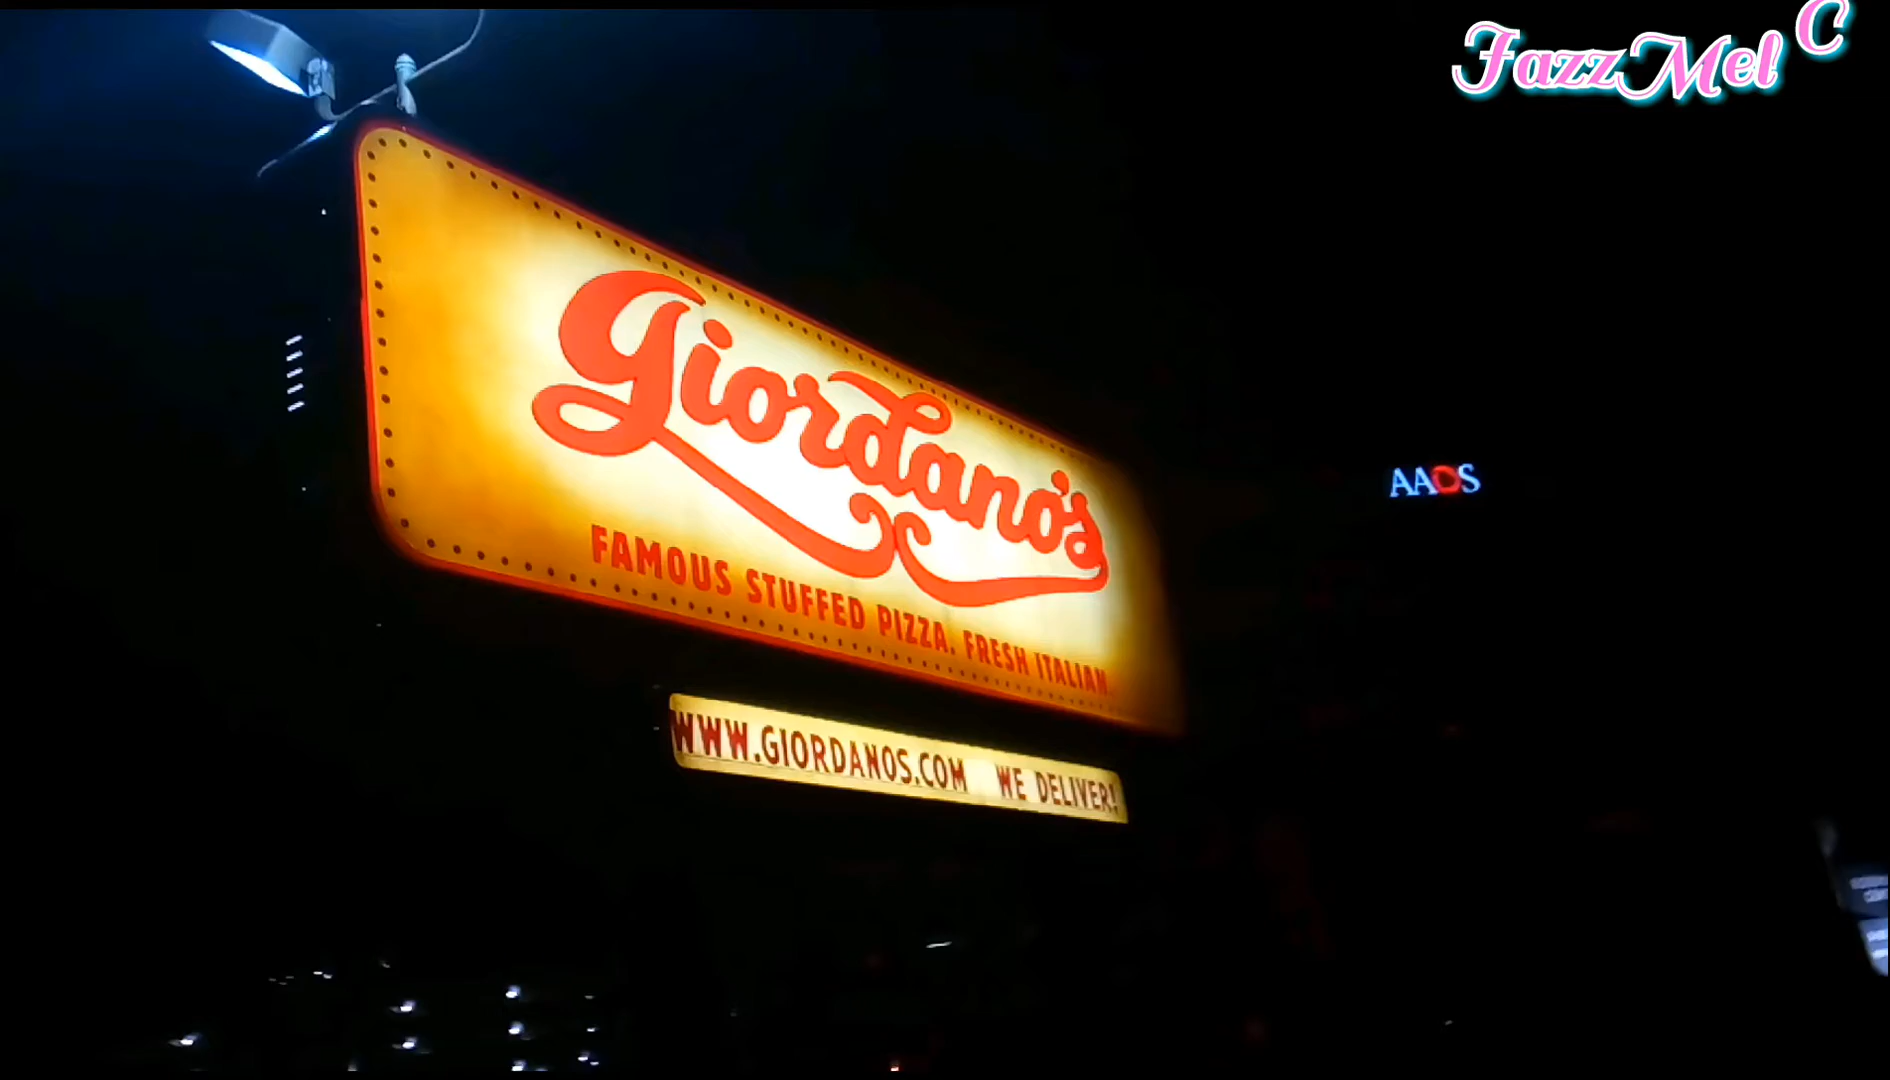 FazzMel C
Giordano's
FAMOUS STUFFED PIZZA. FRESH ITALIAN.
WWW.GIORDANOS.COM WE DELIVER!
AAOS